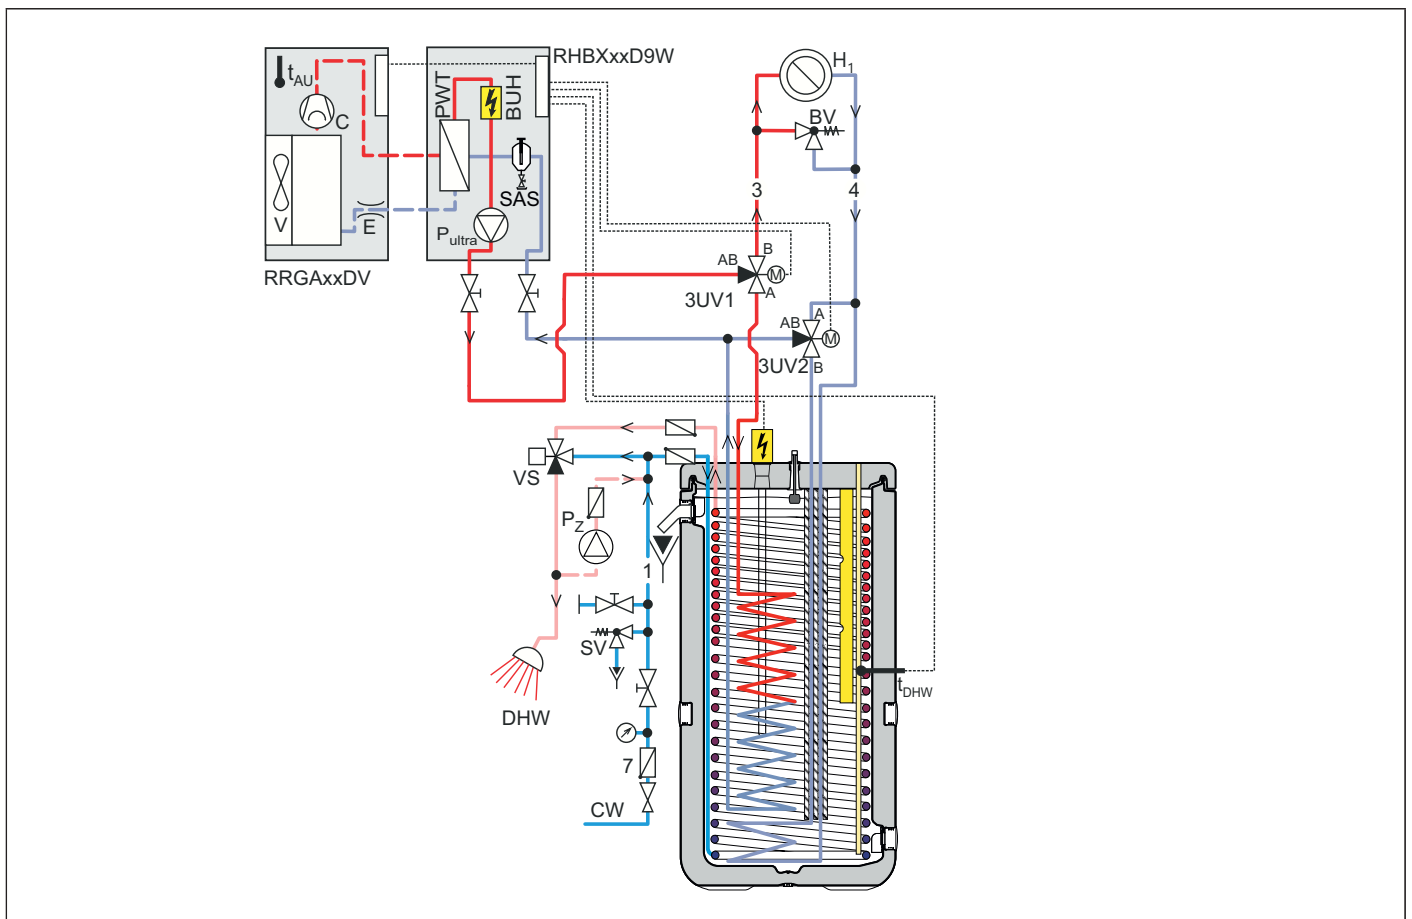 RHBXxxD9W
H1
tAU
PWT
BUH
C
BV
SAS
3
4
V
E
Pultra
B
AB
M
RRGAxxDV
A
3UV1
A
AB
M
3UV2
B
VS
PZ
1
SV
tDHW
DHW
7
CW